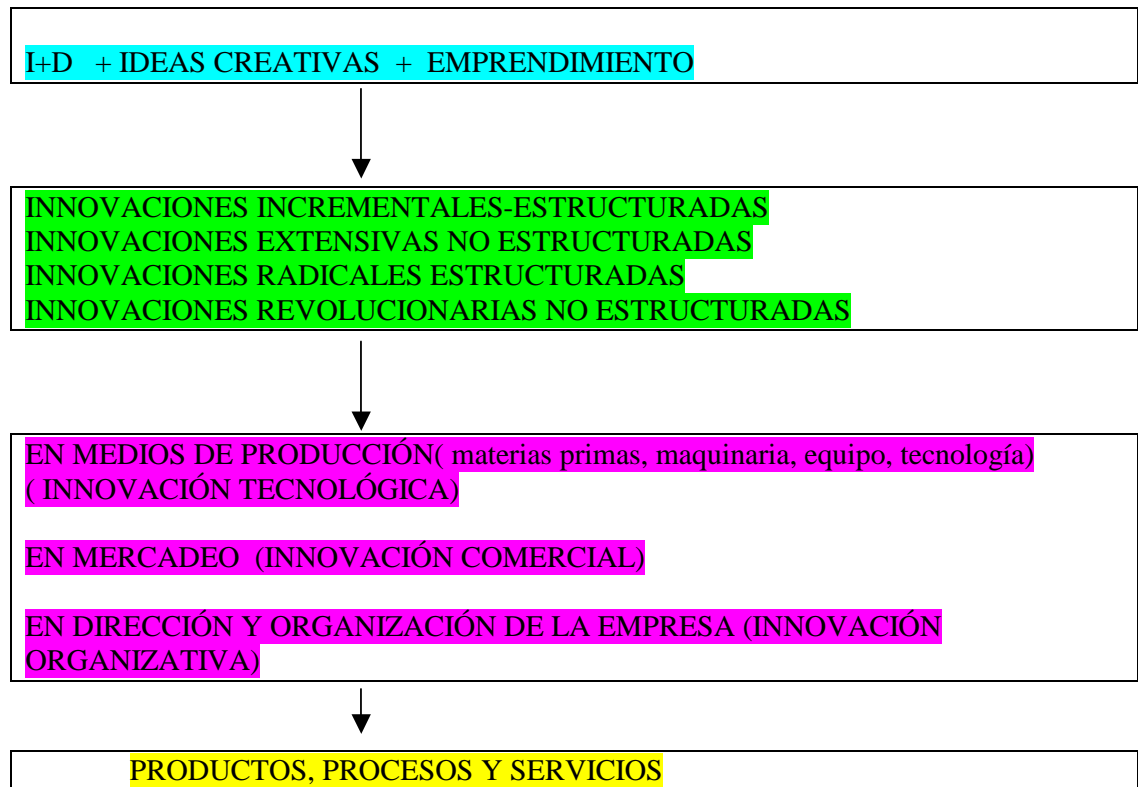 I+D + IDEAS CREATIVAS + EMPRENDIMIENTO
INNOVACIONES INCREMENTALES-ESTRUCTURADAS
INNOVACIONES EXTENSIVAS NO ESTRUCTURADAS
INNOVACIONES RADICALES ESTRUCTURADAS
INNOVACIONES REVOLUCIONARIAS NO ESTRUCTURADAS
EN MEDIOS DE PRODUCCIÓN( materias primas, maquinaria, equipo, tecnología)
( INNOVACIÓN TECNOLÓGICA)
EN MERCADEO (INNOVACIÓN COMERCIAL)
EN DIRECCIÓN Y ORGANIZACIÓN DE LA EMPRESA (INNOVACIÓN
ORGANIZATIVA)
PRODUCTOS, PROCESOS Y SERVICIOS